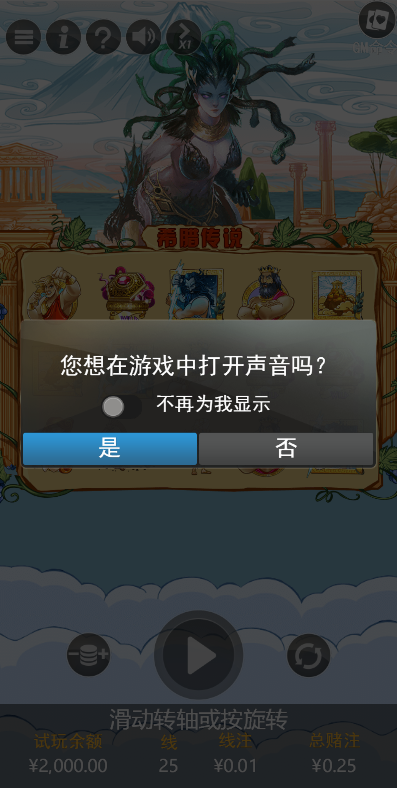 X1
希腊传说
您想在游戏中打开声音吗？
不再为我显示
是
否
滑动转轴或按旋转
试玩余额
线
线注
总赌注
¥2,000.00
25
¥0.01
¥0.25